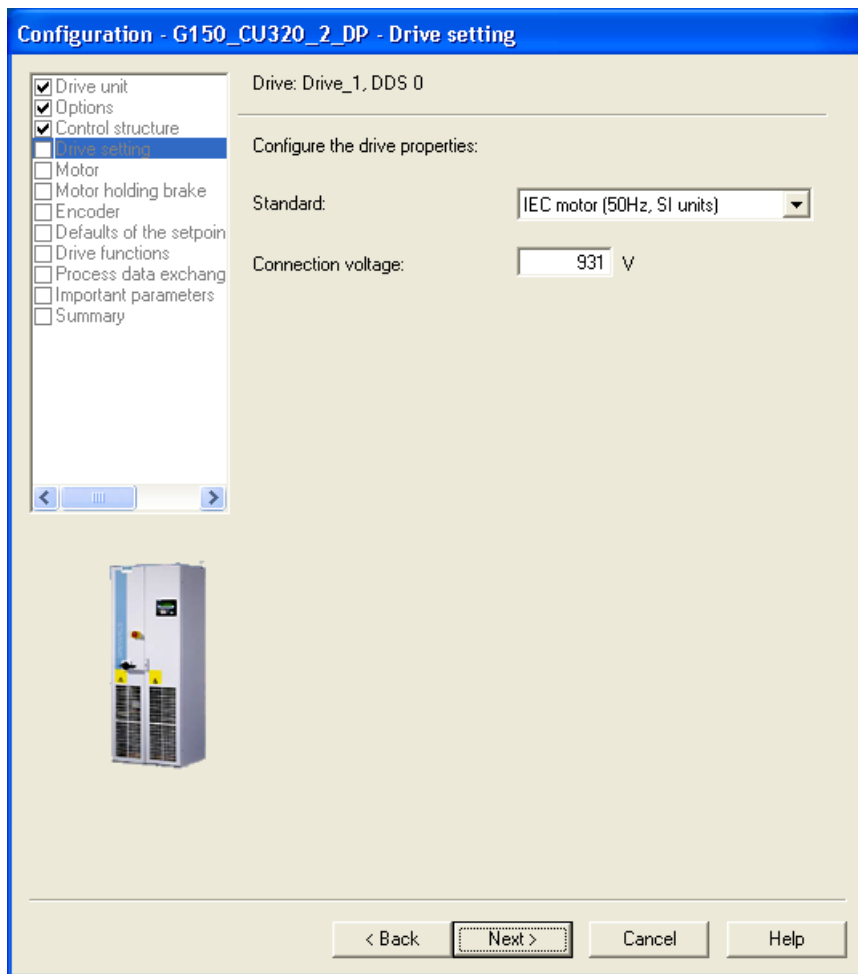 Configuration - G150_CU320_2_DP - Drive setting
Drive unit
Options
Control structure
Drive setting
Motor
Motor holding brake
Encoder
Defaults of the setpoin
Drive functions
Process data exchang
Important parameters
Summary
Drive: Drive_1, DDS 0
Configure the drive properties:
Standard: IEC motor (50Hz, SI units)
Connection voltage: 931 V
< Back Next > Cancel Help